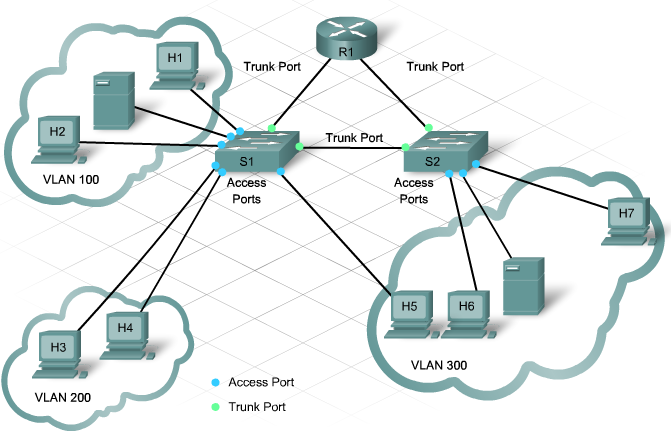 R1
H1
Trunk Port
Trunk Port
H2
Trunk Port
S1
S2
VLAN 100
Access
Ports
Access
Ports
H7
H5
H6
H4
H3
VLAN 300
Access Port
VLAN 200
Trunk Port